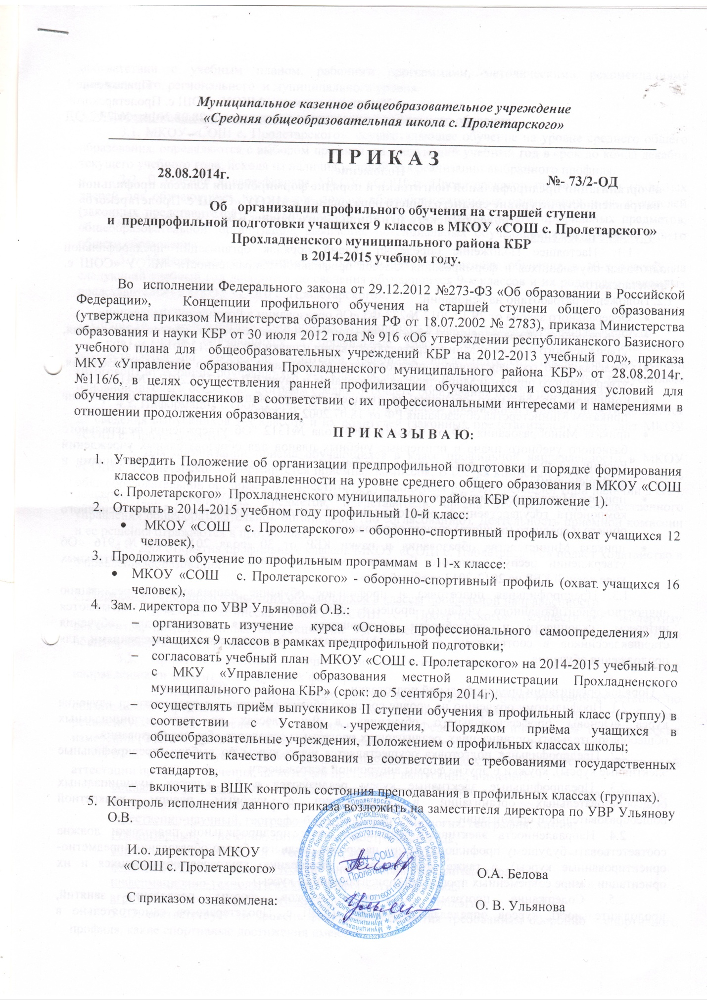 Муниципальное казенное общеобразовательное учреждение
«Средняя общеобразовательная школа с. Пролетарского»
П Р И К А З
28.08.2014г. №- 73/2-ОД
Об организации профильного обучения на старшей ступени
и предпрофильной подготовки учащихся 9 классов в МКОУ «СОШ с. Пролетарского»
Прохладненского муниципального района КБР
в 2014-2015 учебном году.
Во исполнении Федерального закона от 29.12.2012 №273-ФЗ «Об образовании в Российской
Федерации», Концепции профильного обучения на старшей ступени общего образования
(утверждена приказом Министерства образования РФ от 18.07.2002 № 2783), приказа Министерства
образования и науки КБР от 30 июля 2012 года № 916 «Об утверждении республиканского Базисного
учебного плана для общеобразовательных учреждений КБР на 2012-2013 учебный год», приказа
МКУ «Управление образования Прохладненского муниципального района КБР» от 28.08.2014г.
№116/6, в целях осуществления ранней профилизации обучающихся и создания условий для
обучения старшеклассников в соответствии с их профессиональными интересами и намерениями в
отношении продолжения образования,
П Р И К А З Ы В А Ю:
1. Утвердить Положение об организации предпрофильной подготовки и порядке формирования
классов профильной направленности на уровне среднего общего образования в МКОУ «СОШ
с. Пролетарского» Прохладненского муниципального района КБР (приложение 1).
2. Открыть в 2014-2015 учебном году профильный 10-й класс:
• МКОУ «СОШ с. Пролетарского» - оборонно-спортивный профиль (охват учащихся 12
человек),
3. Продолжить обучение по профильным программам в 11-х классе:
• МКОУ «СОШ с. Пролетарского» - оборонно-спортивный профиль (охват учащихся 16
человек),
4. Зам. директора по УВР Ульяновой О.В.:
– организовать изучение курса «Основы профессионального самоопределения» для
учащихся 9 классов в рамках предпрофильной подготовки;
– согласовать учебный план МКОУ «СОШ с. Пролетарского» на 2014-2015 учебный год
с МКУ «Управление образования местной администрации Прохладненского
муниципального района КБР» (срок: до 5 сентября 2014г).
– осуществлять приём выпускников II ступени обучения в профильный класс (группу) в
соответствии с Уставом учреждения, Порядком приёма учащихся в
общеобразовательные учреждения, Положением о профильных классах школы;
– обеспечить качество образования в соответствии с требованиями государственных
стандартов,
– включить в ВШК контроль состояния преподавания в профильных классах (группах).
5. Контроль исполнения данного приказа возложить на заместителя директора по УВР Ульянову
О.В.
И.о. директора МКОУ
«СОШ с. Пролетарского» О.А. Белова
С приказом ознакомлена: О. В. Ульянова
ОГРН 1020701191940
МКОУ «СОШ
с. Пролетарского»
ИНН 0716001157